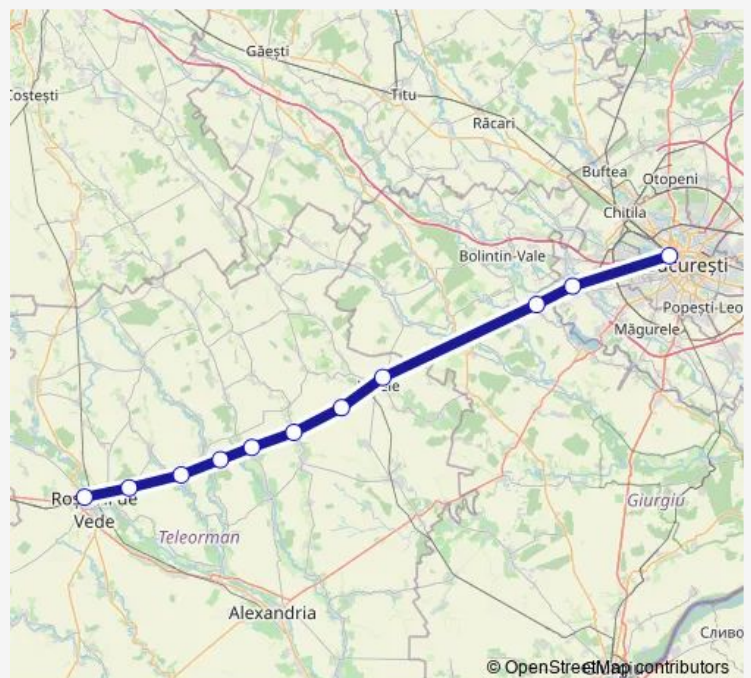 Găești
Costești
Titu
Răcari
Buftea
Otopeni
Chitila
Bolintin-Vale
București
Popești-Leo
Măgurele
Vede
Teleorman
Giurgiu
Alexandria
Сливо
© OpenStreetMap contributors